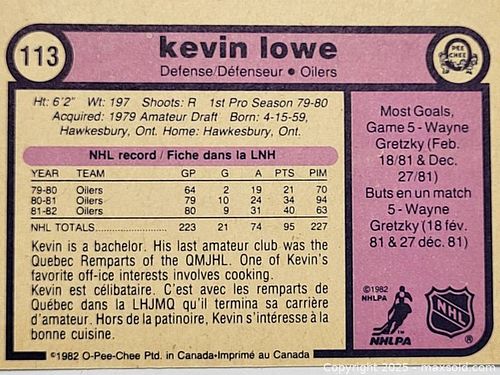 113
kevin lowe
Defense/Défenseur • Oilers
O
PEE
CHEE
Ht: 6'2" Wt: 197 Shoots: R 1st Pro Season 79-80
Acquired: 1979 Amateur Draft Born: 4-15-59,
Hawkesbury, Ont. Home: Hawkesbury, Ont.
NHL record / Fiche dans la LNH
YEAR TEAM GP G A PTS PIM
79-80 Oilers 64 2 19 21 70
80-81 Oilers 79 10 24 34 94
81-82 Oilers 80 9 31 40 63
NHL TOTALS 223 21 74 95 227
Kevin is a bachelor. His last amateur club was the
Quebec Remparts of the QMJHL. One of Kevin's
favorite off-ice interests involves cooking.
Kevin est célibataire. C'est avec les remparts de
Québec dans la LHJMQ qu'il termina sa carrière
d'amateur. Hors de la patinoire, Kevin s'intéresse à la
bonne cuisine.
Most Goals,
Game 5 - Wayne
Gretzky (Feb.
18/81 & Dec.
27/81)
Buts en un match
5 - Wayne
Gretzky (18 fév.
81 & 27 déc. 81)
©1982
NHLPA
NHLPA
NHL
®
©1982 O-Pee-Chee Ptd. in Canada-Imprimé au Canada
Copyright 2025 - maxsold.com